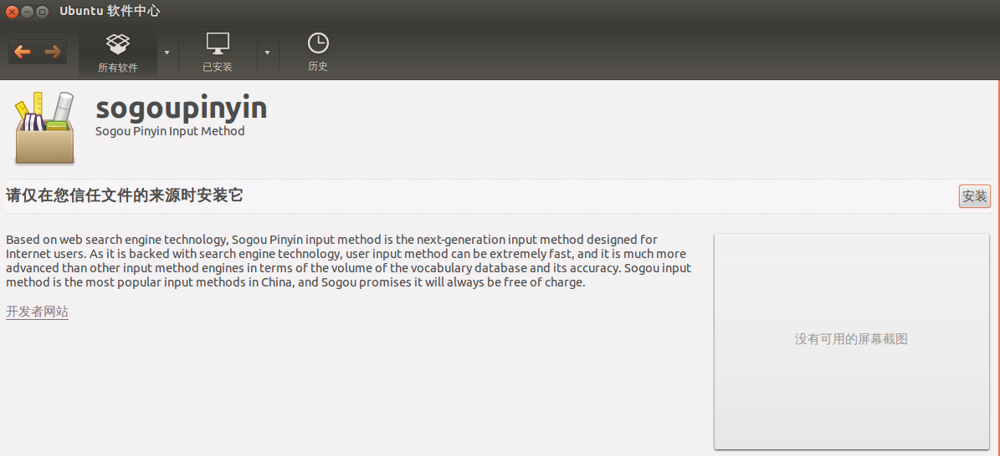 Ubuntu 软件中心
所有软件
已安装
历史
sogoupinyin
Sogou Pinyin Input Method
请仅在您信任文件的来源时安装它
安装
Based on web search engine technology, Sogou Pinyin input method is the next-generation input method designed for
Internet users. As it is backed with search engine technology, user input method can be extremely fast, and it is much more
advanced than other input method engines in terms of the volume of the vocabulary database and its accuracy. Sogou input
method is the most popular input methods in China, and Sogou promises it will always be free of charge.
开发者网站
没有可用的屏幕截图